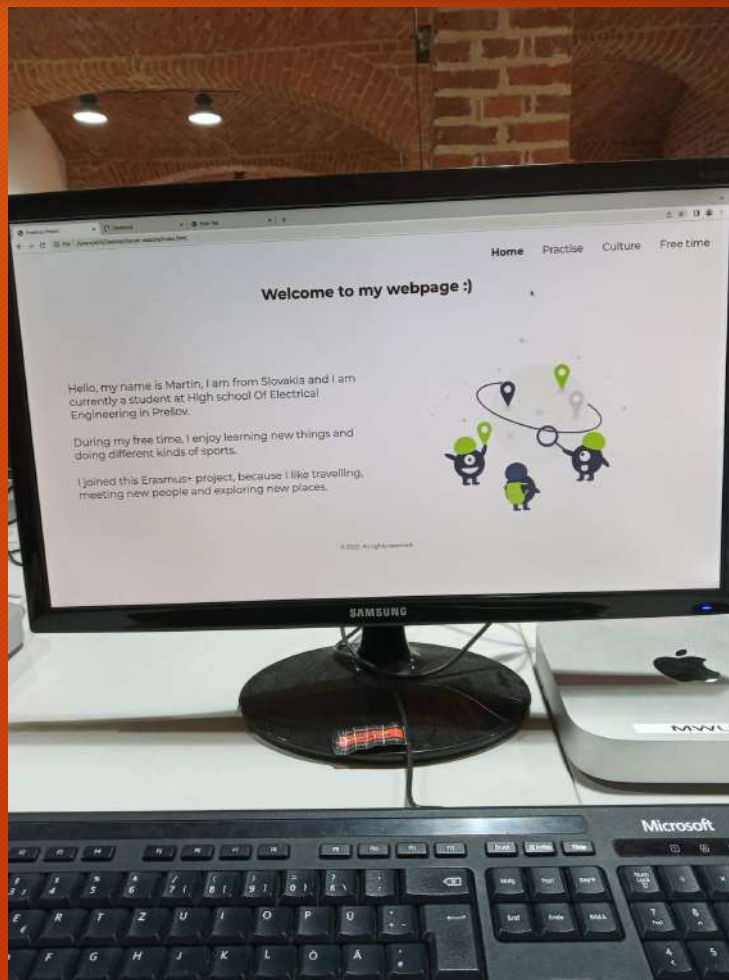 Home Practise Culture Free time
Welcome to my webpage :)
Hello, my name is Martin, I am from Slovakia and I am
currently a student at High school Of Electrical
Engineering in Prešov.
During my free time, I enjoy learning new things and
doing different kinds of sports.
I joined this Erasmus+ project, because I like travelling,
meeting new people and exploring new places.
SAMSUNG
MWL
Microsoft
E R T Z U I O P Ü
F G H J K L Ö Ä